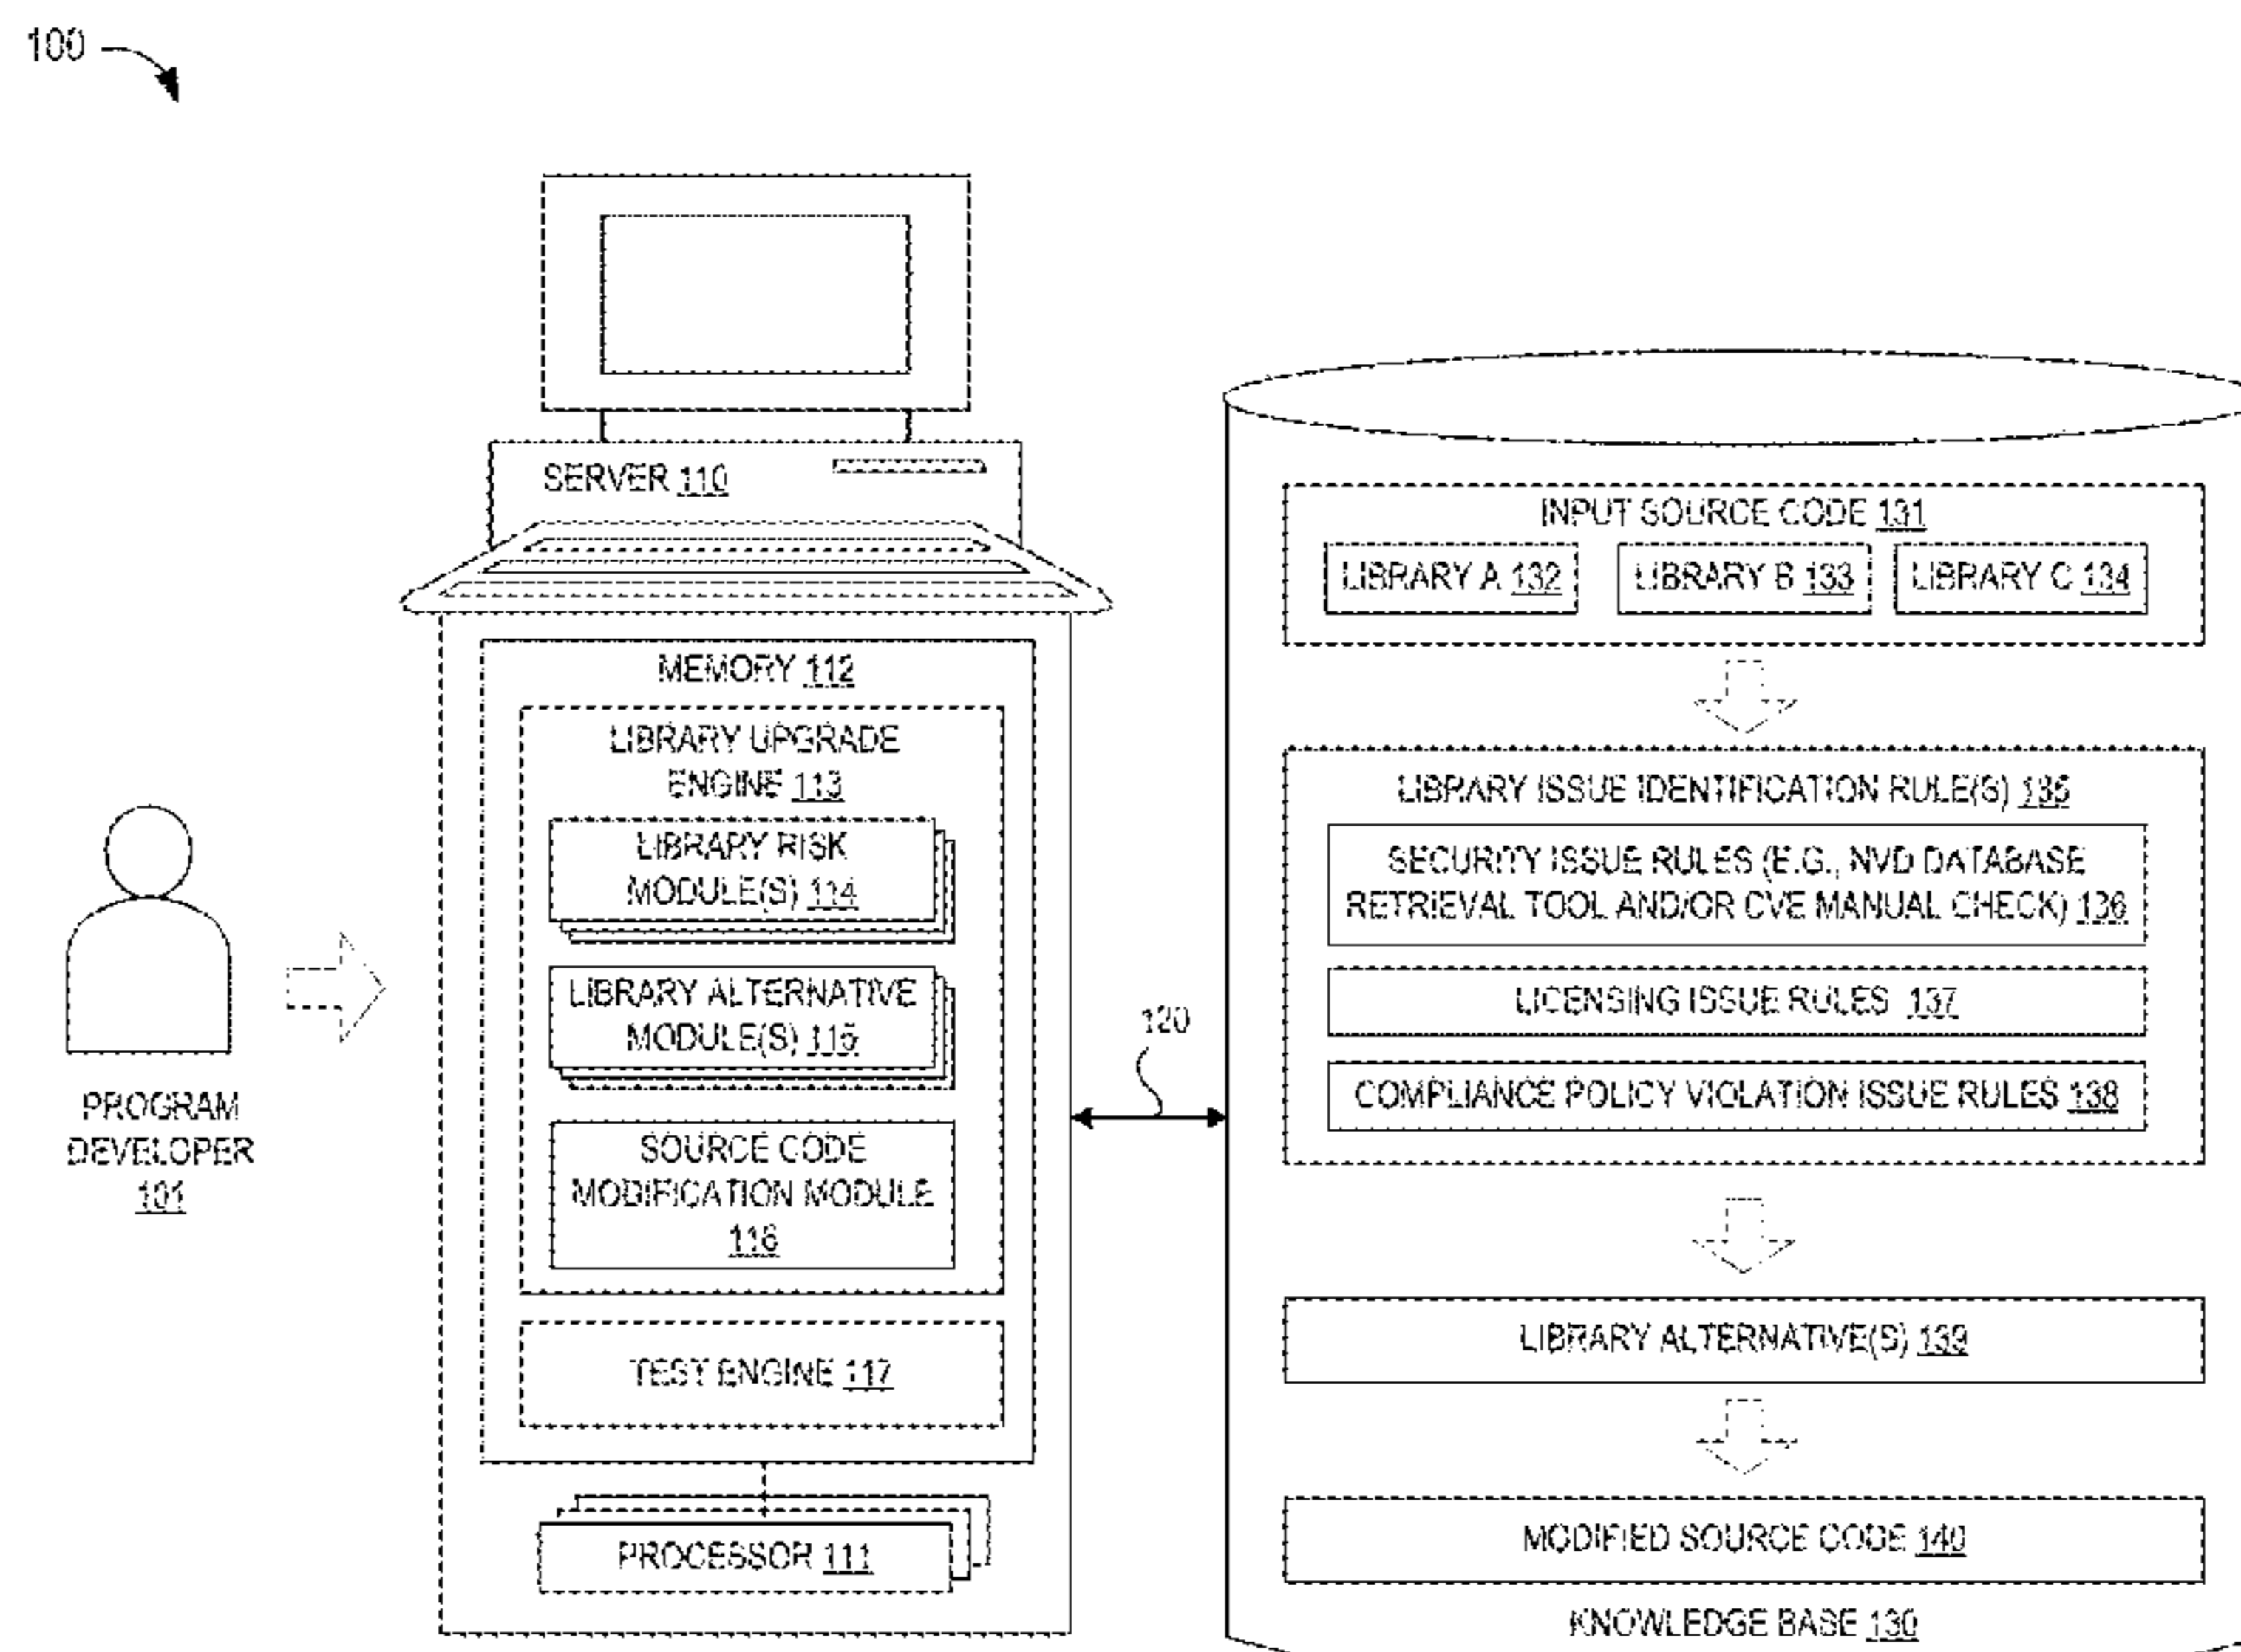 100
SERVER 110
MEMORY 112
LIBRARY UPGRADE
ENGINE 113
LIBRARY RISK
MODULE(S) 114
LIBRARY ALTERNATIVE
MODULE(S) 115
SOURCE CODE
MODIFICATION MODULE
116
TEST ENGINE 117
PROCESSOR 111
PROGRAM
DEVELOPER
101
120
INPUT SOURCE CODE 131
LIBRARY A 132
LIBRARY B 133
LIBRARY C 134
LIBRARY ISSUE IDENTIFICATION RULE(S) 135
SECURITY ISSUE RULES (E.G., NVD DATABASE
RETRIEVAL TOOL AND/OR CVE MANUAL CHECK) 136
LICENSING ISSUE RULES 137
COMPLIANCE POLICY VIOLATION ISSUE RULES 138
LIBRARY ALTERNATIVE(S) 139
MODIFIED SOURCE CODE 140
KNOWLEDGE BASE 130